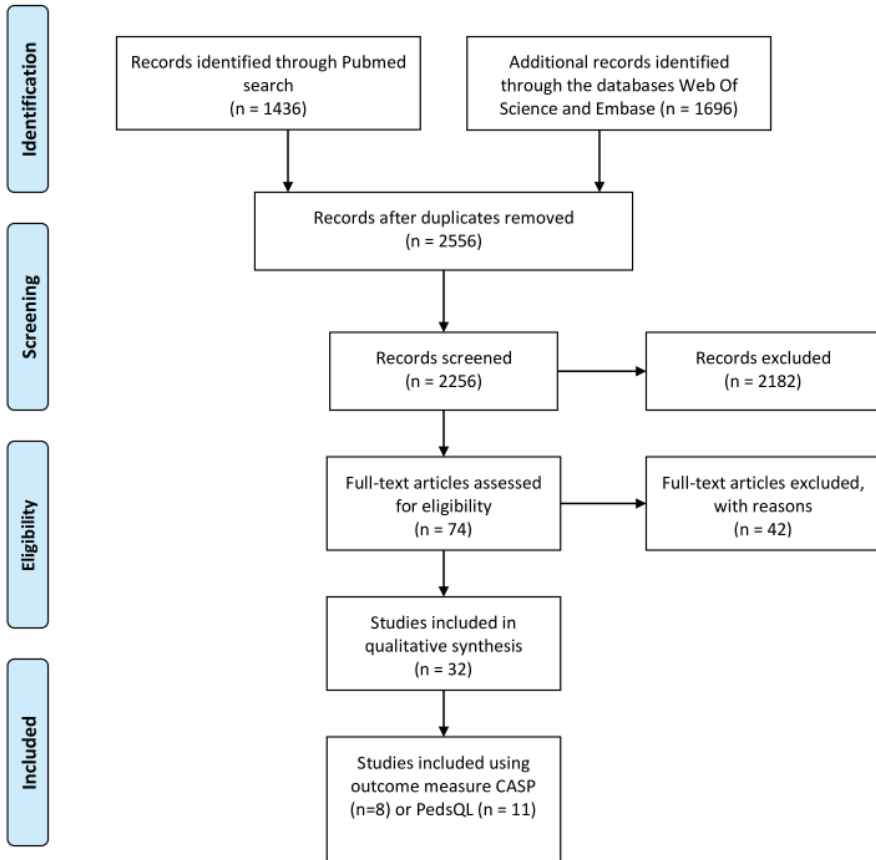 Identification
Records identified through Pubmed
search
(n = 1436)
Additional records identified
through the databases Web Of
Science and Embase (n = 1696)
Records after duplicates removed
(n = 2556)
Screening
Records screened
(n = 2256)
Records excluded
(n = 2182)
Eligibility
Full-text articles assessed
for eligibility
(n = 74)
Full-text articles excluded,
with reasons
(n = 42)
Studies included in
qualitative synthesis
(n = 32)
Included
Studies included using
outcome measure CASP
(n=8) or PedsQL (n = 11)